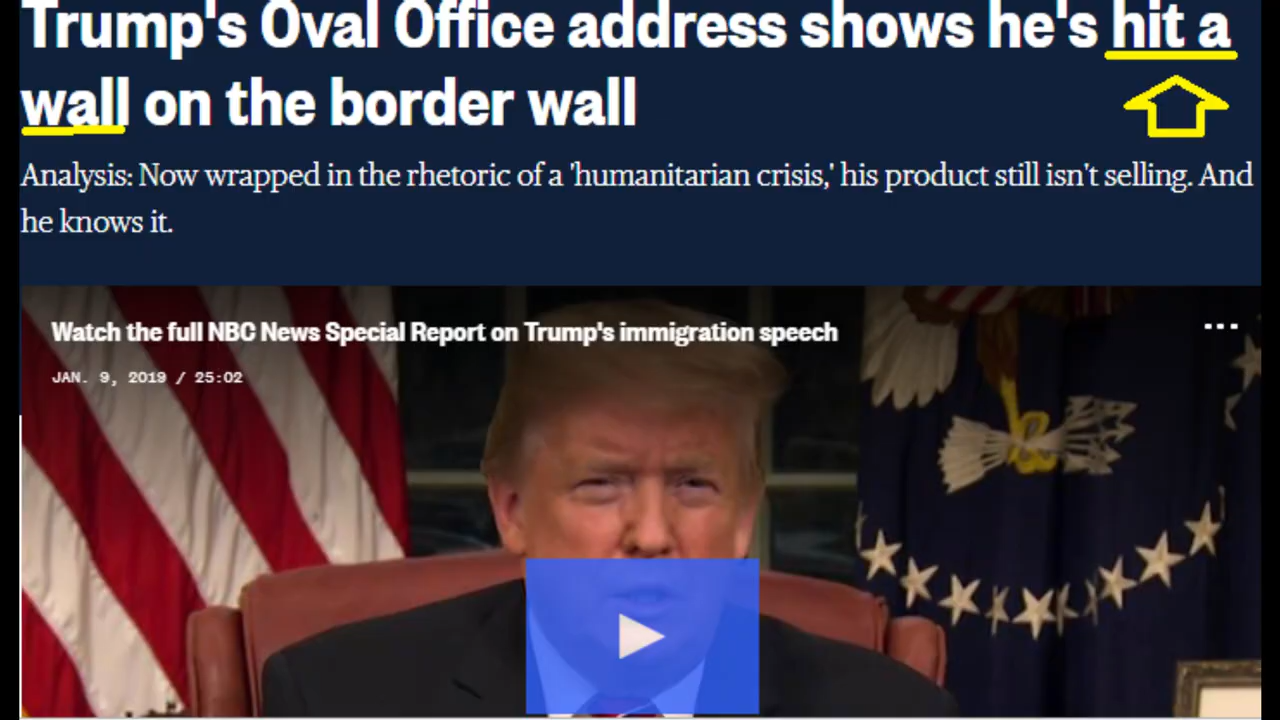 Trump's Oval Office address shows he's hit a
wall on the border wall
Analysis: Now wrapped in the rhetoric of a 'humanitarian crisis,' his product still isn't selling. And
he knows it.
Watch the full NBC News Special Report on Trump's immigration speech
JAN. 9, 2019 / 25:02